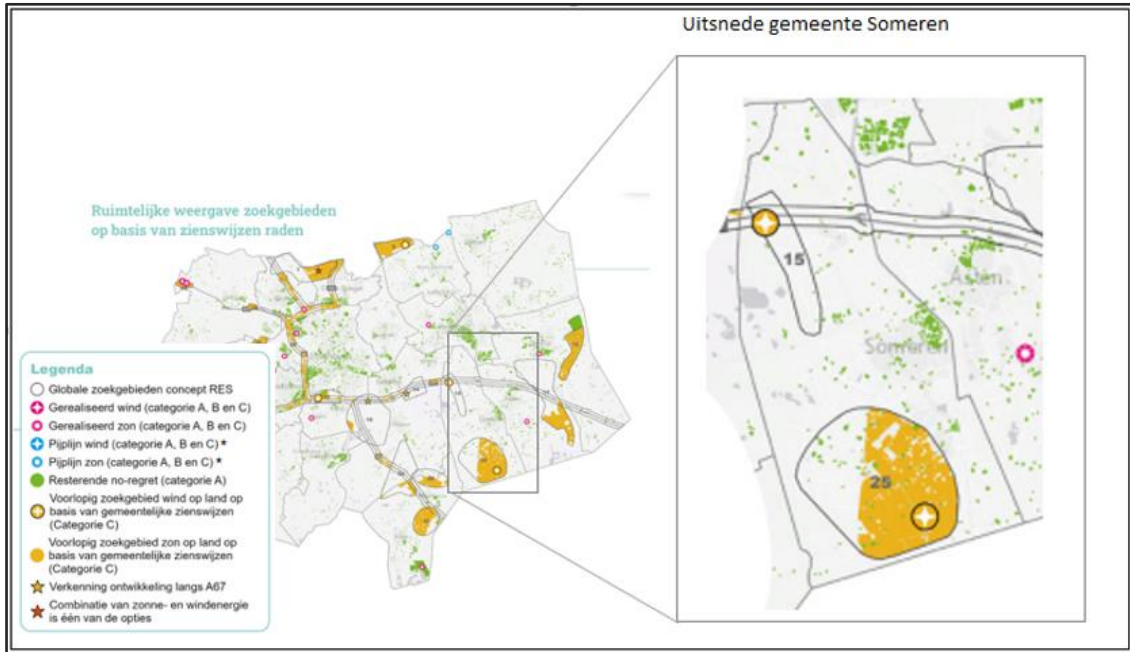 Uitsnede gemeente Someren
Ruimtelijke weergave zoekgebieden
op basis van zienswijzen raden
Legenda
Globale zoekgebieden concept RES
Gerealiseerd wind (categorie A, B en C)
Gerealiseerd zon (categorie A, B en C)
Pijplijn wind (categorie A, B en C) *
Pijplijn zon (categorie A, B en C) *
Resterende no-regret (categorie A)
Voorlopig zoekgebied wind op land op
basis van gemeentelijke zienswijzen
(Categorie C)
Voorlopig zoekgebied zon op land op
basis van gemeentelijke zienswijzen
(Categorie C)
Verkenning ontwikkeling langs A67
Combinatie van zonne- en windenergie
is één van de opties
15
Asten
Someren
25